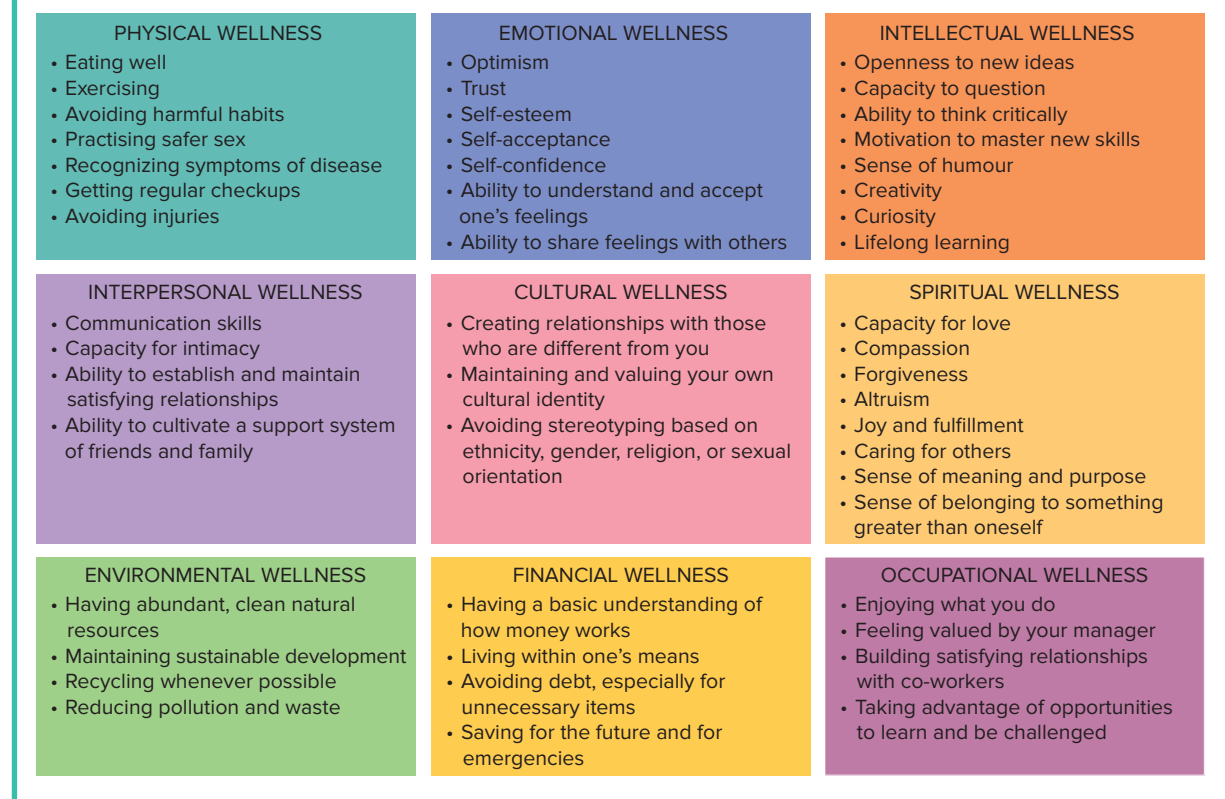 PHYSICAL WELLNESS
• Eating well
• Exercising
• Avoiding harmful habits
• Practising safer sex
• Recognizing symptoms of disease
• Getting regular checkups
• Avoiding injuries
EMOTIONAL WELLNESS
• Optimism
• Trust
• Self-esteem
• Self-acceptance
• Self-confidence
• Ability to understand and accept
one's feelings
• Ability to share feelings with others
INTELLECTUAL WELLNESS
• Openness to new ideas
• Capacity to question
• Ability to think critically
• Motivation to master new skills
• Sense of humour
• Creativity
• Curiosity
• Lifelong learning
INTERPERSONAL WELLNESS
• Communication skills
• Capacity for intimacy
• Ability to establish and maintain
satisfying relationships
• Ability to cultivate a support system
of friends and family
CULTURAL WELLNESS
• Creating relationships with those
who are different from you
• Maintaining and valuing your own
cultural identity
• Avoiding stereotyping based on
ethnicity, gender, religion, or sexual
orientation
SPIRITUAL WELLNESS
• Capacity for love
• Compassion
• Forgiveness
• Altruism
• Joy and fulfillment
• Caring for others
• Sense of meaning and purpose
• Sense of belonging to something
greater than oneself
ENVIRONMENTAL WELLNESS
• Having abundant, clean natural
resources
• Maintaining sustainable development
• Recycling whenever possible
• Reducing pollution and waste
FINANCIAL WELLNESS
• Having a basic understanding of
how money works
• Living within one's means
• Avoiding debt, especially for
unnecessary items
• Saving for the future and for
emergencies
OCCUPATIONAL WELLNESS
• Enjoying what you do
• Feeling valued by your manager
• Building satisfying relationships
with co-workers
• Taking advantage of opportunities
to learn and be challenged